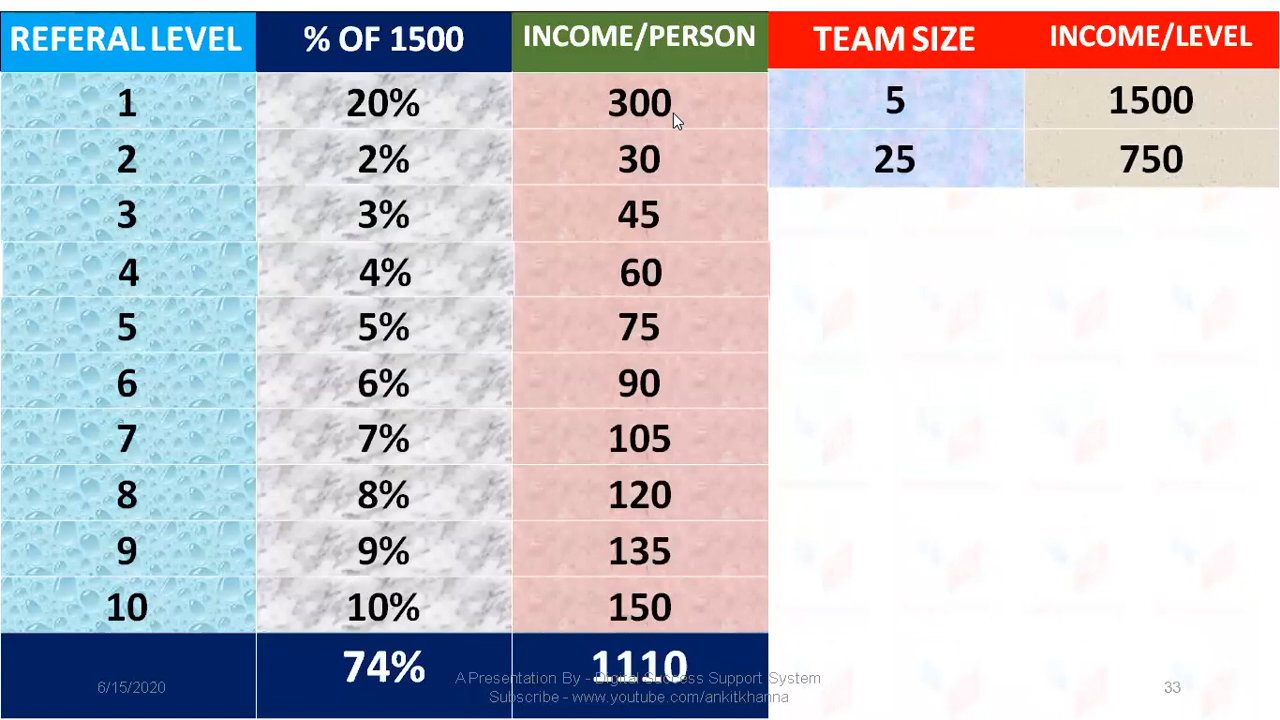 REFERAL LEVEL % OF 1500 INCOME/PERSON TEAM SIZE INCOME/LEVEL
1 20% 300 5 1500
2 2% 30 25 750
3 3% 45
4 4% 60
5 5% 75
6 6% 90
7 7% 105
8 8% 120
9 9% 135
10 10% 150
74% 1110
6/15/2020
A Presentation By - Digital Success Support System
Subscribe - www.youtube.com/ankitkhanna
33